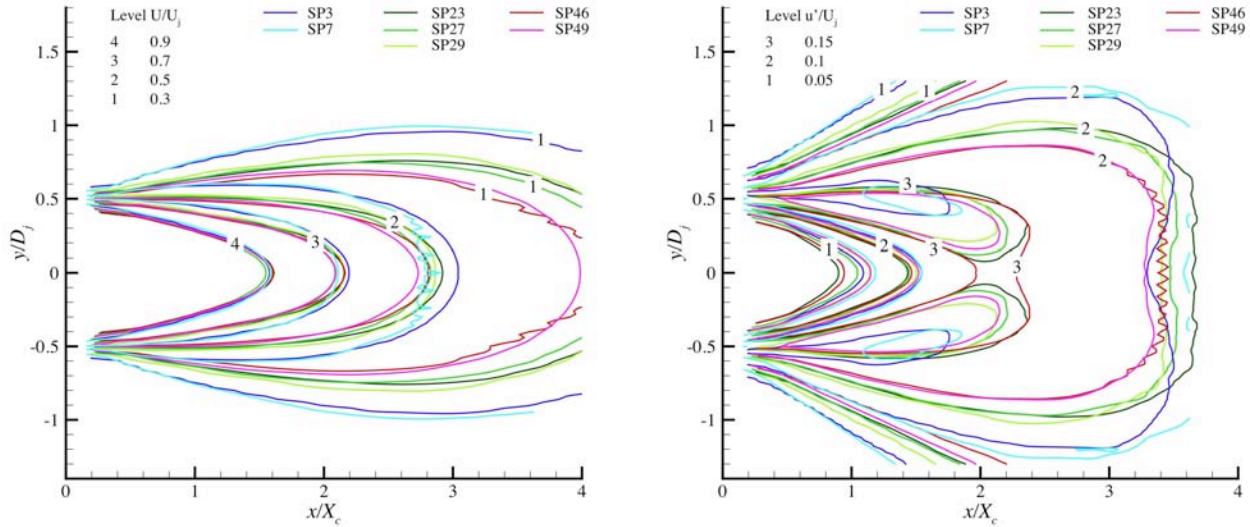 Level U/Uj
4 0.9
3 0.7
2 0.5
1 0.3
SP3
SP7
SP23
SP27
SP29
SP46
SP49
1.5
1
0.5
0
-0.5
-1
y/Dj
1
1
1
2
3
4
0 1 2 3 4
x/Xc
Level u'/Uj
3 0.15
2 0.1
1 0.05
SP3
SP7
SP23
SP27
SP29
SP46
SP49
1.5
1
0.5
0
-0.5
-1
y/Dj
1
1
2
2
2
3
3
3
1
2
0 1 2 3 4
x/Xc